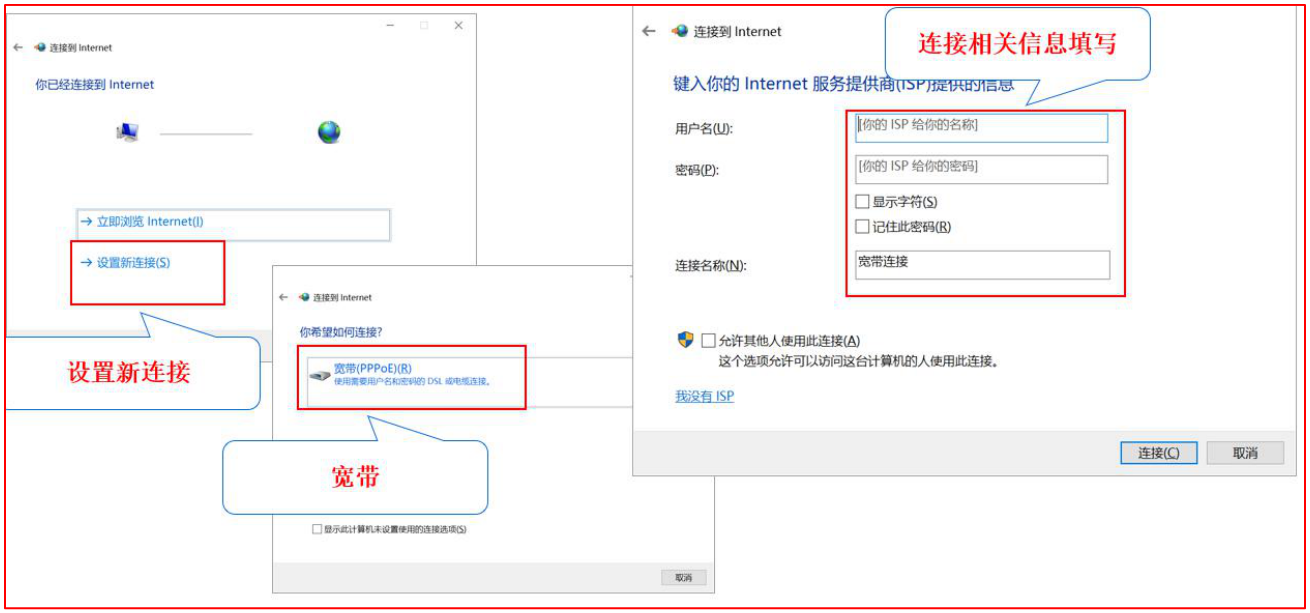 连接到 Internet
你已经连接到 Internet
→ 立即浏览 Internet(I)
→ 设置新连接(S)
设置新连接
连接到 Internet
你希望如何连接?
宽带(PPPoE)(R)
使用需要用户名和密码的 DSL 或电缆连接。
宽带
显示此计算机未设置使用的连接选项(S)
取消
连接到 Internet
连接相关信息填写
键入你的 Internet 服务提供商(ISP)提供的信息
用户名(U):
[你的 ISP 给你的名称]
密码(P):
[你的 ISP 给你的密码]
显示字符(S)
记住此密码(R)
连接名称(N):
宽带连接
允许其他人使用此连接(A)
这个选项允许可以访问这台计算机的人使用此连接。
我没有 ISP
连接(C)
取消